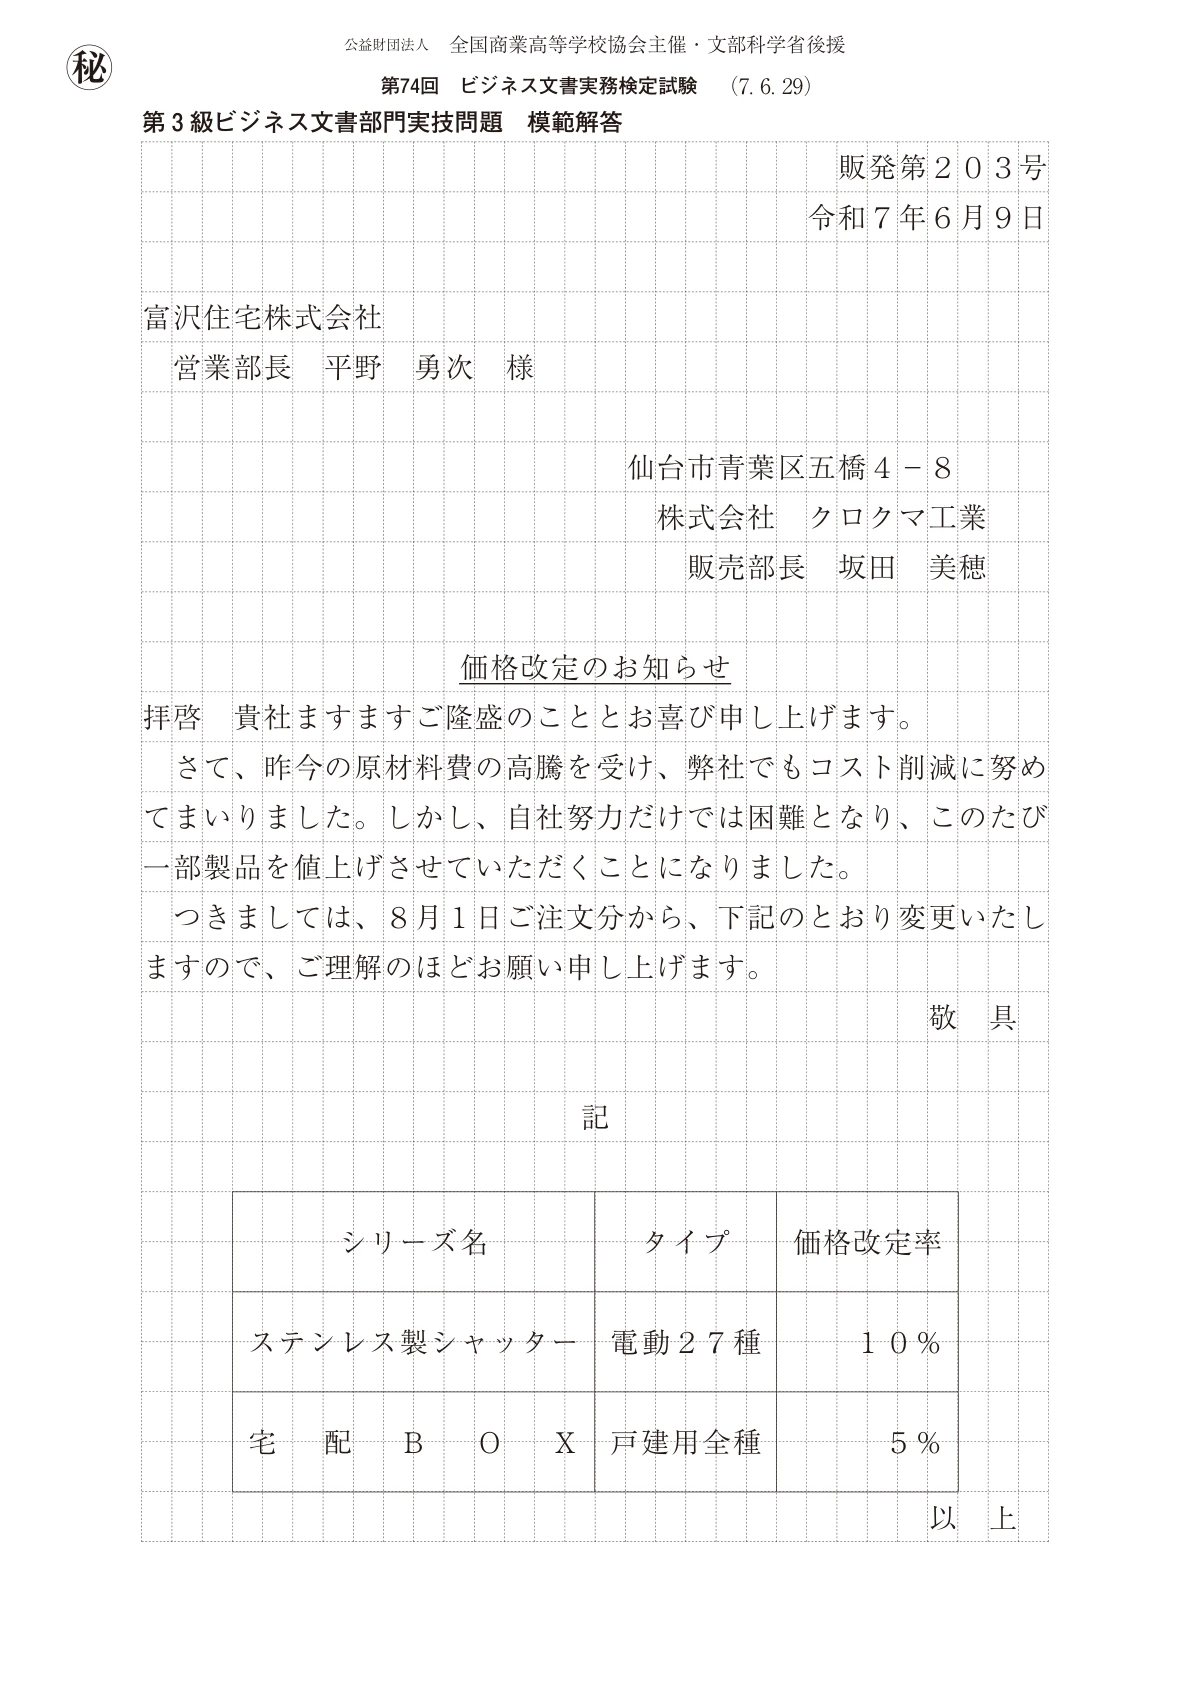 ㊙
公益財団法人　全国商業高等学校協会主催・文部科学省後援
第74回　ビジネス文書実務検定試験　（7. 6. 29）
第３級ビジネス文書部門実技問題　模範解答
販発第２０３号
令和７年６月９日
富沢住宅株式会社
　営業部長　平野　勇次　様
仙台市青葉区五橋４－８
株式会社　クロクマ工業
販売部長　坂田　美穂
価格改定のお知らせ
拝啓　貴社ますますご隆盛のこととお喜び申し上げます。
　さて、昨今の原材料費の高騰を受け、弊社でもコスト削減に努め
てまいりました。しかし、自社努力だけでは困難となり、このたび
一部製品を値上げさせていただくことになりました。
　つきましては、８月１日ご注文分から、下記のとおり変更いたし
ますので、ご理解のほどお願い申し上げます。
敬　具
記
シリーズ名　タイプ　価格改定率
ステンレス製シャッター　電動２７種　１０％
宅配ＢＯＸ　戸建用全種　５％
以　上